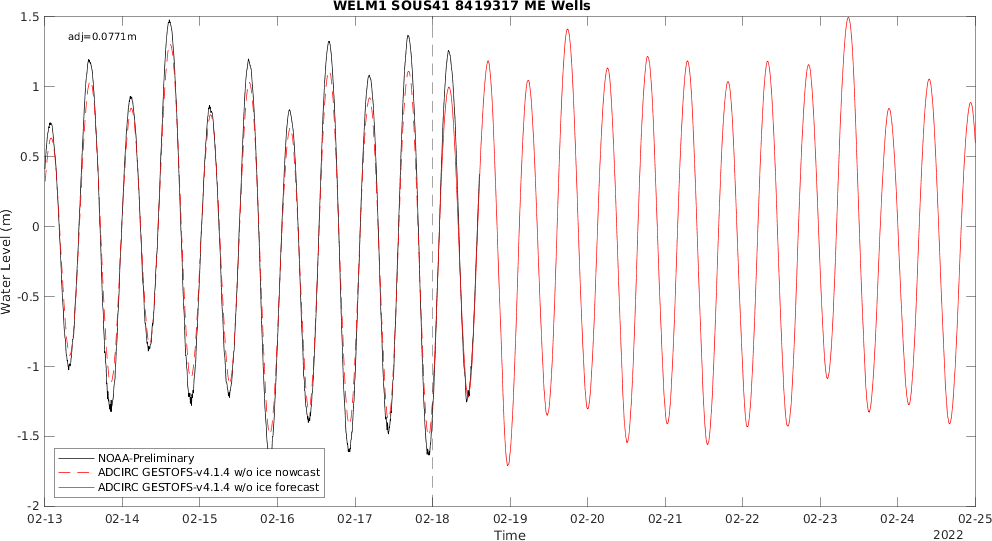 WELM1 SOUS41 8419317 ME Wells
adj=0.0771m
1.5
1
0.5
0
-0.5
-1
-1.5
-2
Water Level (m)
NOAA-Preliminary
ADCIRC GESTOFS-v4.1.4 w/o ice nowcast
ADCIRC GESTOFS-v4.1.4 w/o ice forecast
02-13 02-14 02-15 02-16 02-17 02-18 02-19 02-20 02-21 02-22 02-23 02-24 02-25
Time
2022